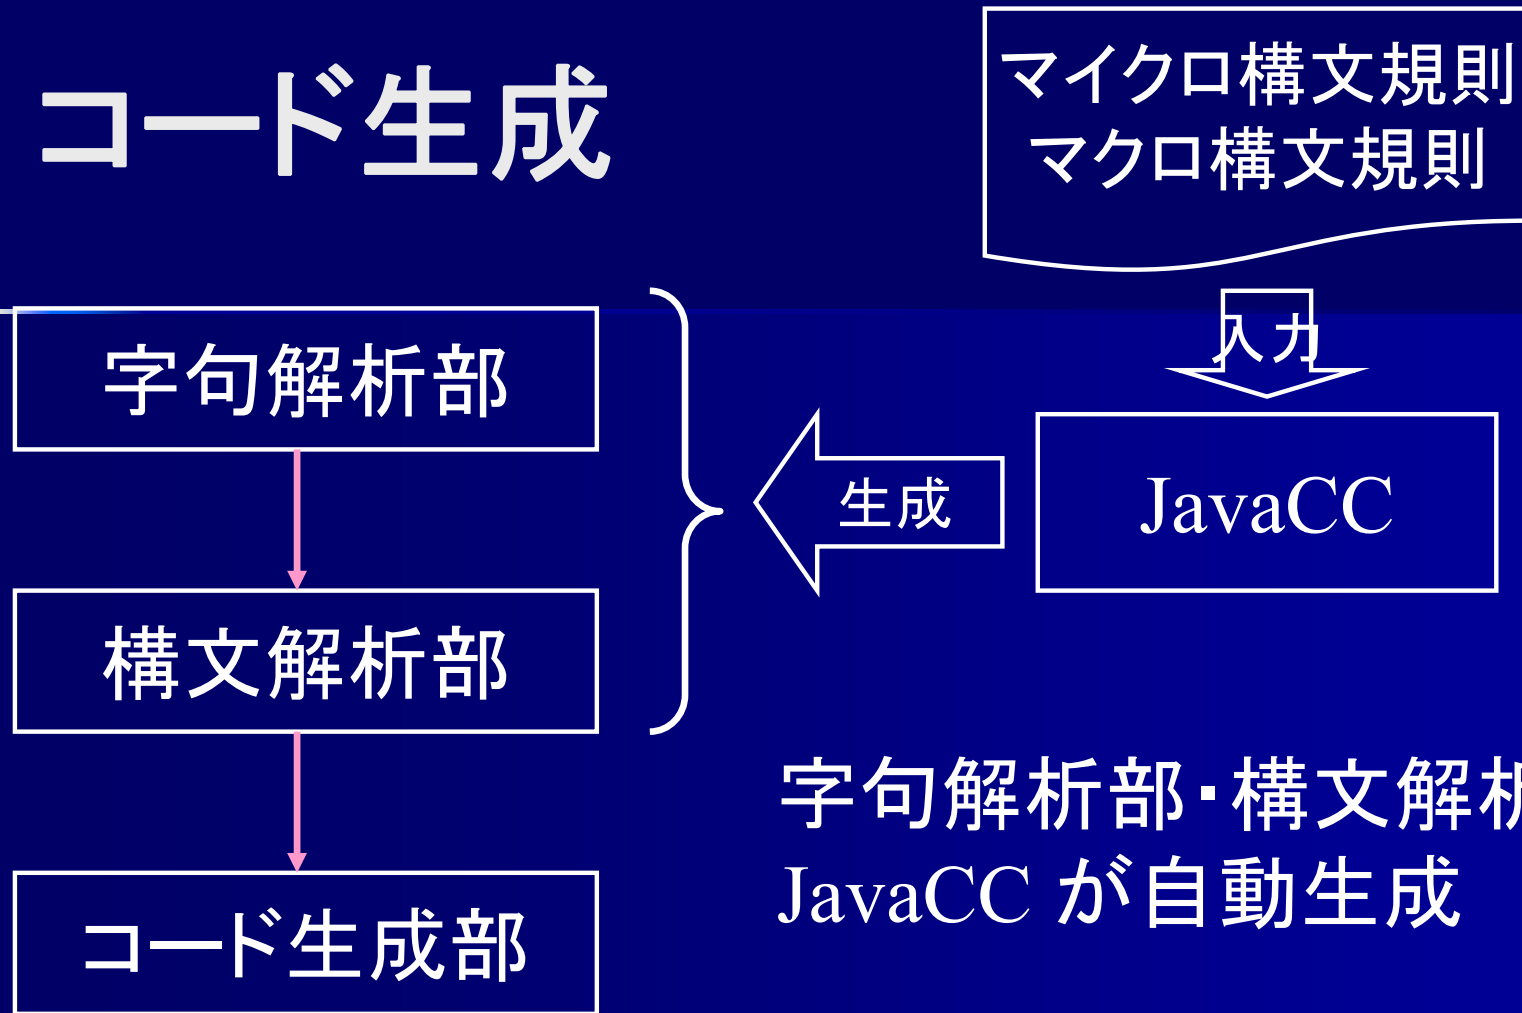 コード生成
マイクロ構文規則
マクロ構文規則
入力
字句解析部
生成
JavaCC
構文解析部
字句解析部・構文解析
JavaCC が自動生成
コード生成部